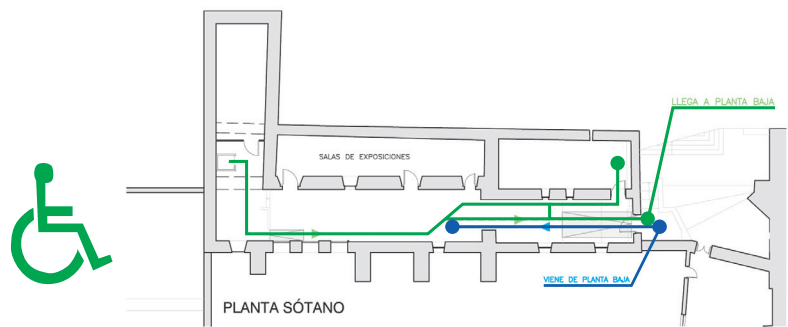 LLEGA A PLANTA BAJA
SALAS DE EXPOSICIONES
VIENE DE PLANTA BAJA
PLANTA SÓTANO